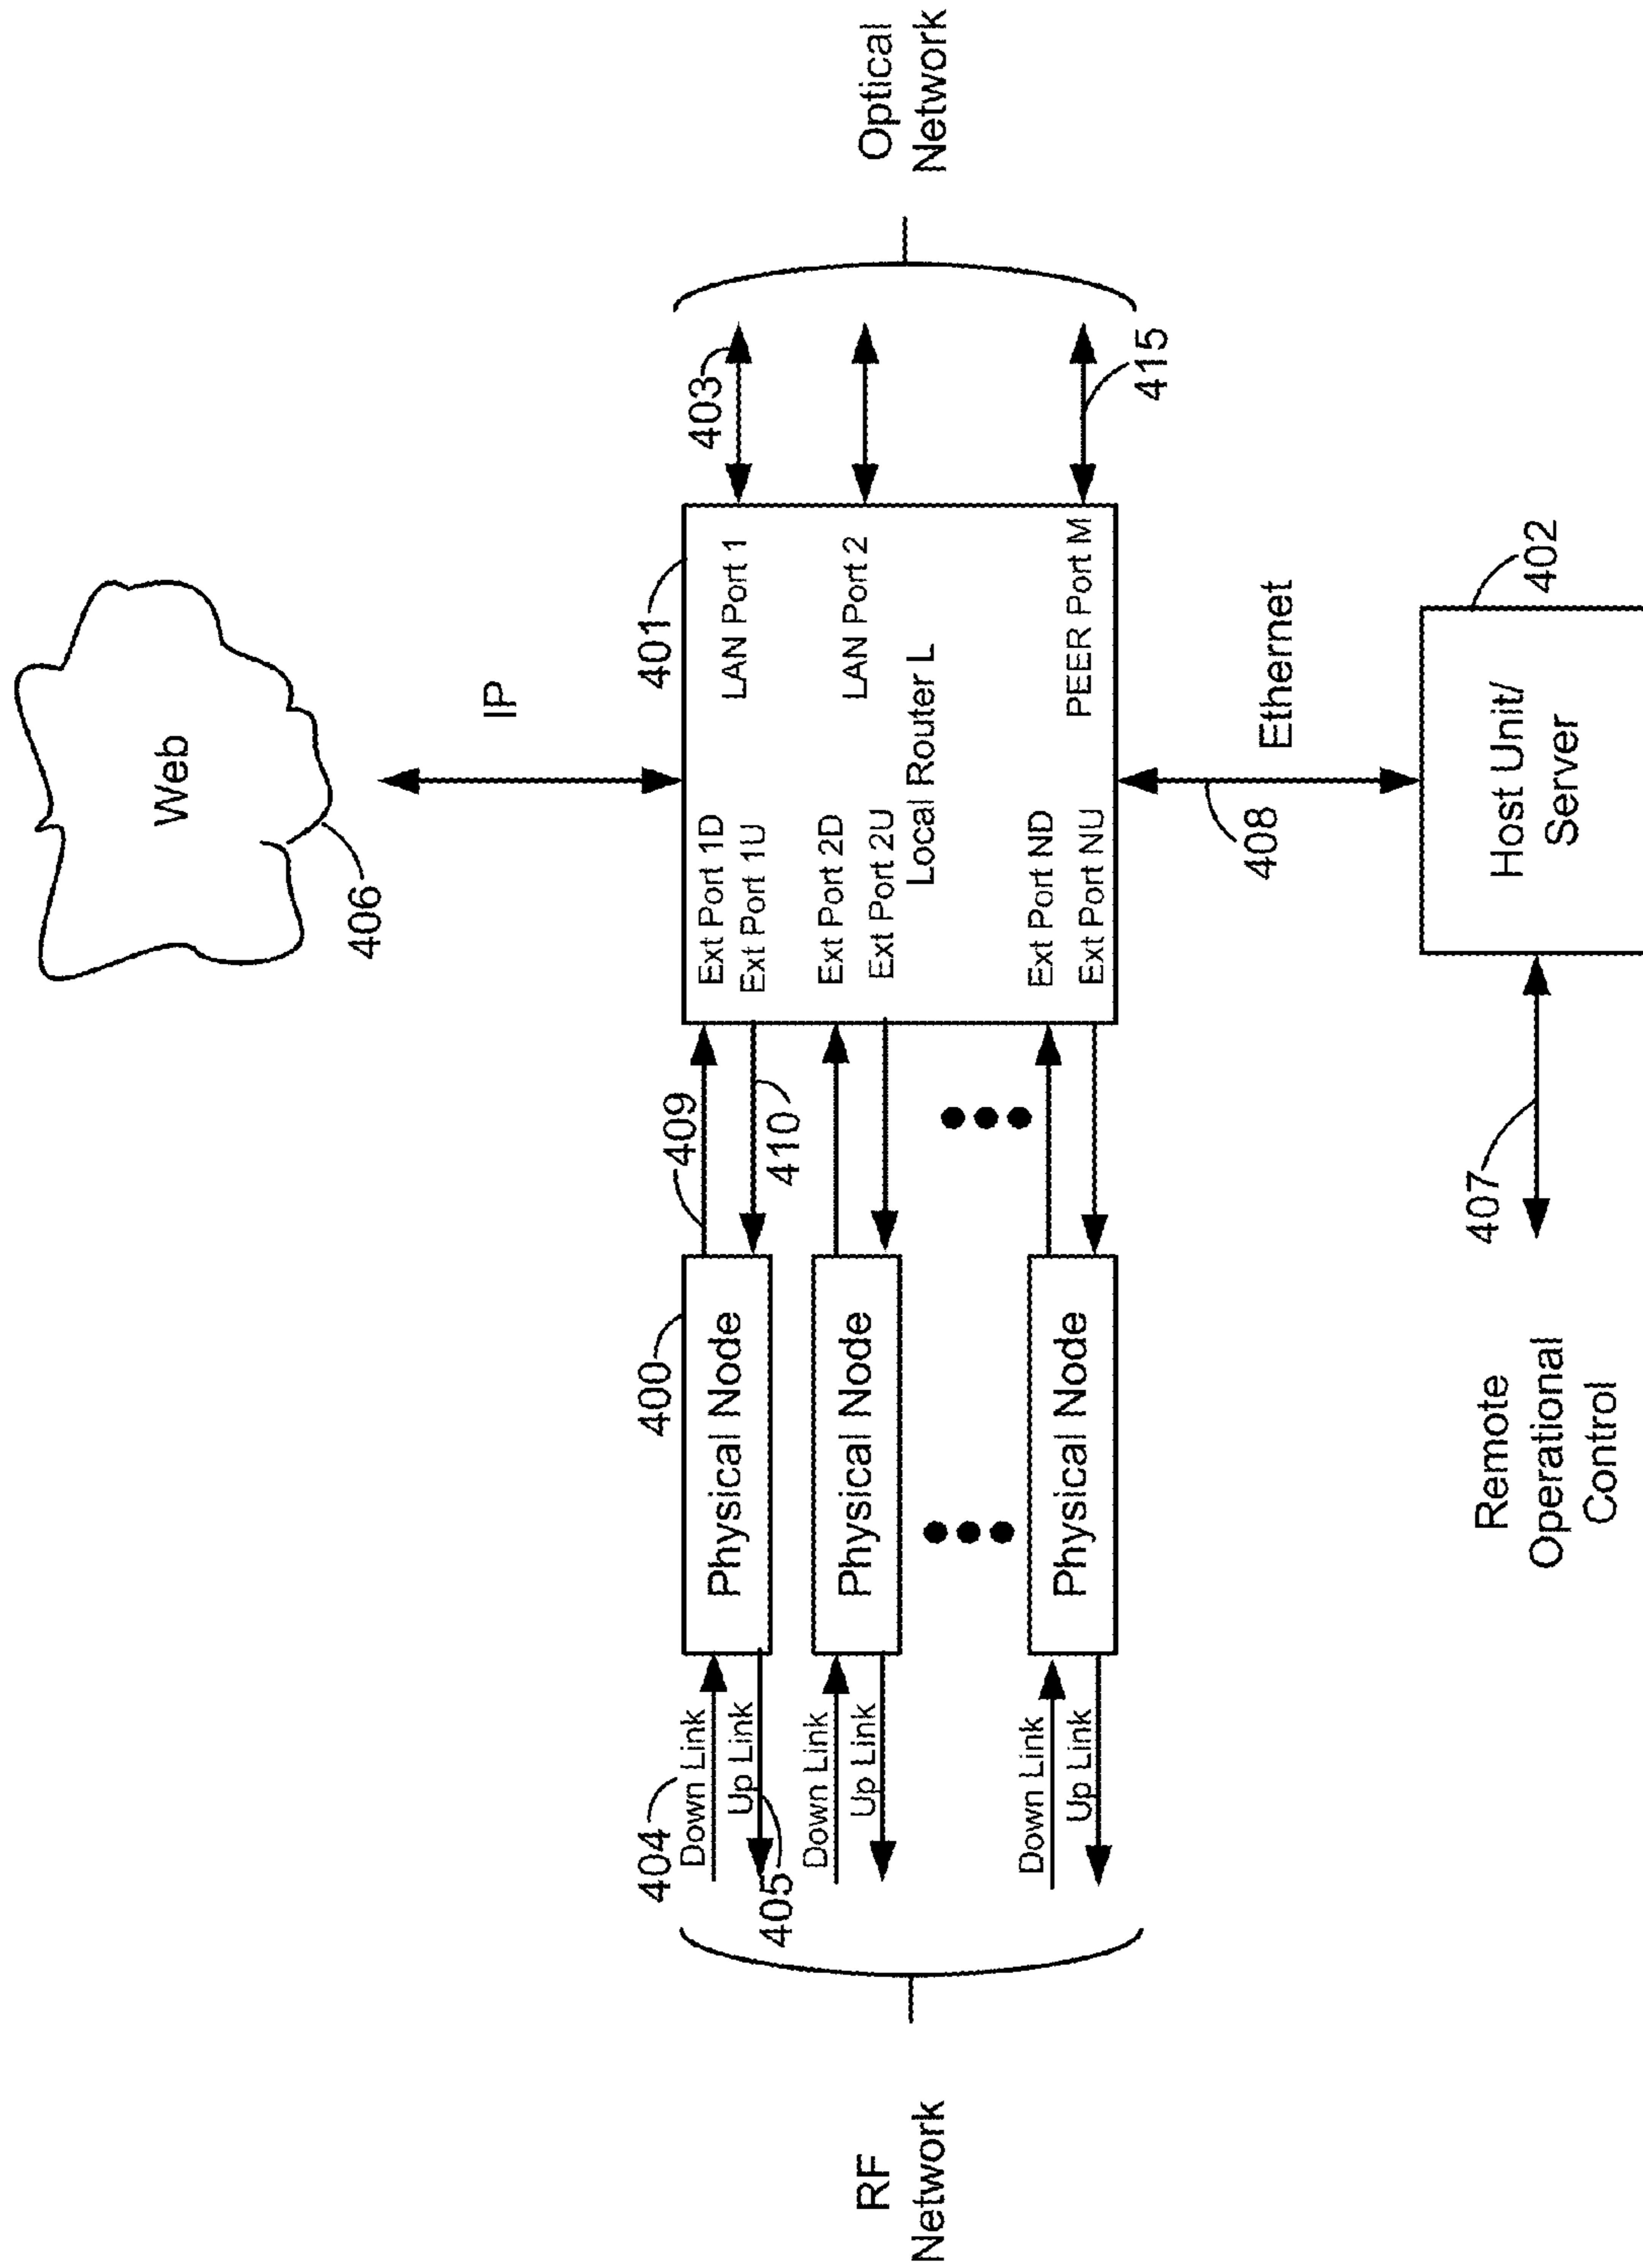 Web
406
IP
RF
Network
404
Down Link
Up Link
405
Down Link
Up Link
Down Link
Up Link
400
Physical Node
Physical Node
Physical Node
409
410
401
Ext Port 1D
Ext Port 1U
LAN Port 1
Ext Port 2D
Ext Port 2U
LAN Port 2
Local Router L
Ext Port ND
Ext Port NU
PEER Port M
403
415
Optical
Network
408
Ethernet
Remote
Operational
Control
407
402
Host Unit/
Server